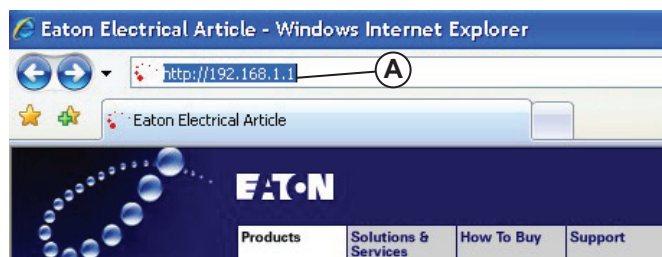 Eaton Electrical Article - Windows Internet Explorer
http://192.168.1.1
A
Eaton Electrical Article
EATON
Products
Solutions & Services
How To Buy
Support